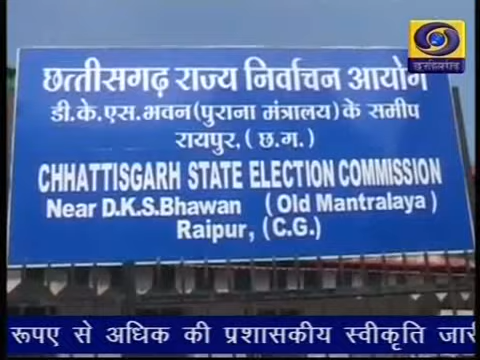 छत्तीसगढ़ राज्य निर्वाचन आयोग
डी.के.एस.भवन(पुराना मंत्रालय) के समीप
रायपुर, (छ.ग.)
CHHATTISGARH STATE ELECTION COMMISSION
Near D.K.S.Bhawan (Old Mantralaya)
Raipur, (C.G.)
रूपए से अधिक की प्रशासकीय स्वीकृति जारी